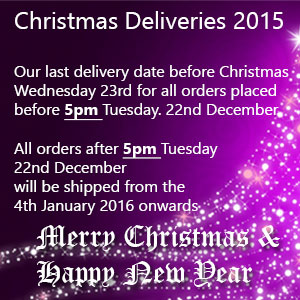 Christmas Deliveries 2015
Our last delivery date before Christmas
Wednesday 23rd for all orders placed
before 5pm Tuesday. 22nd December
All orders after 5pm Tuesday
22nd December
will be shipped from the
4th January 2016 onwards
Merry Christmas &
Happy New Year